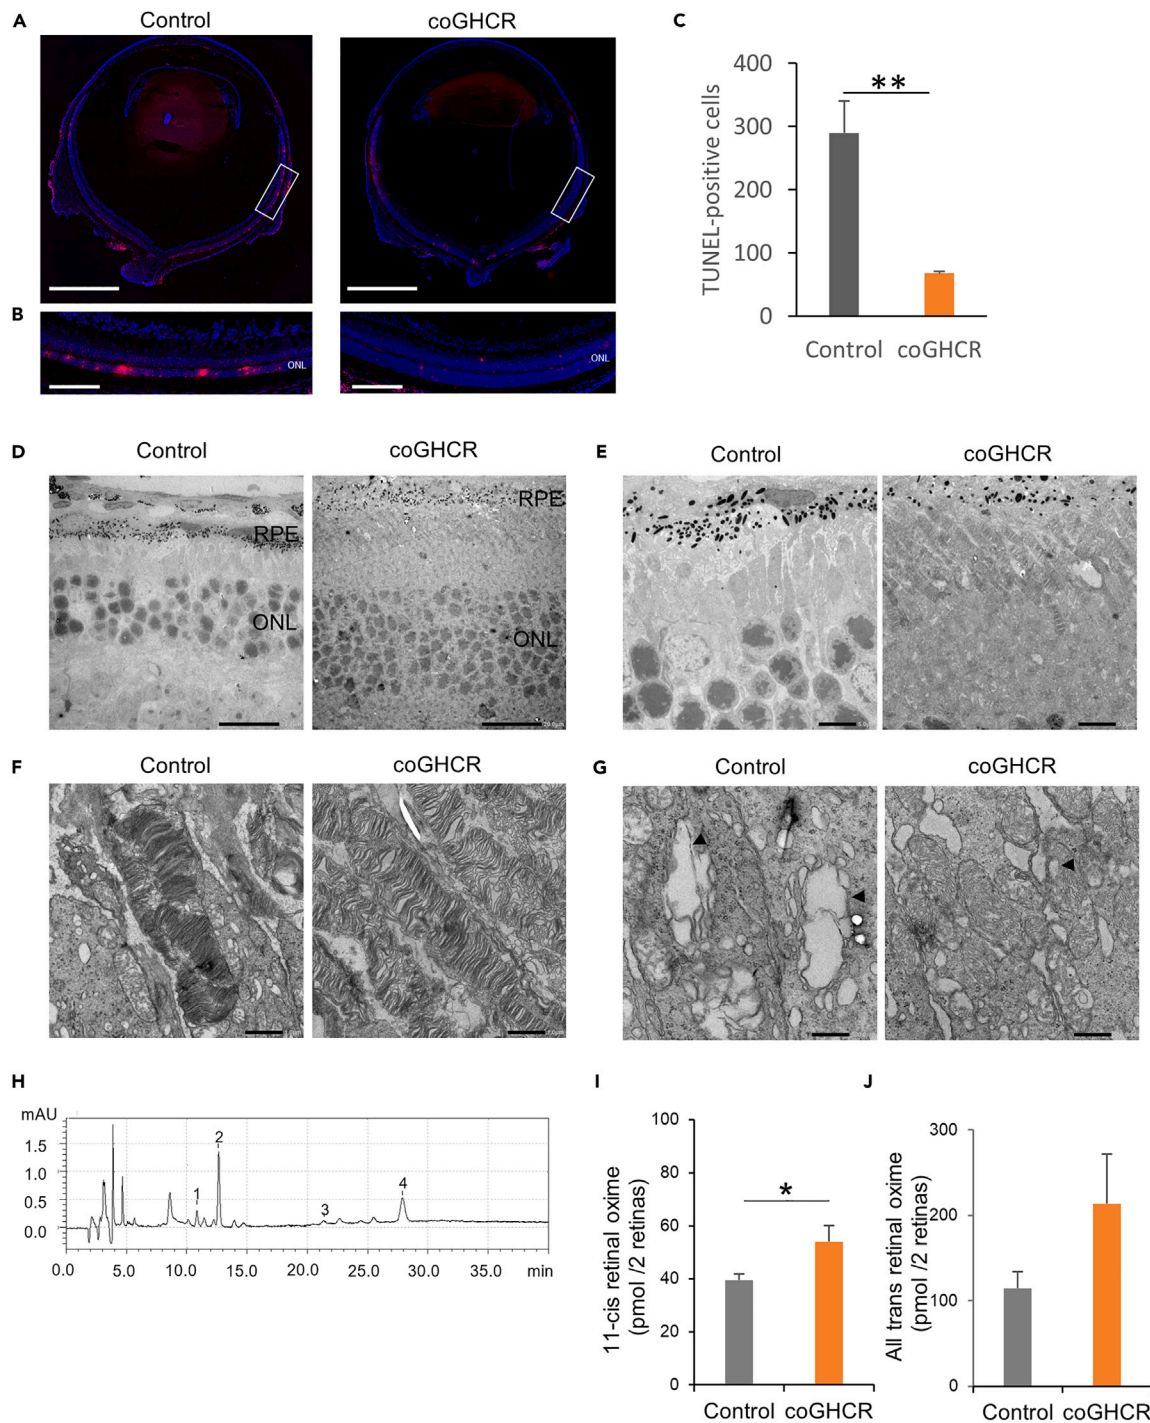 A
Control
coGHCR
C
400
300
200
100
0
TUNEL-positive cells
**
Control
coGHCR
B
ONL
ONL
D
Control
coGHCR
RPE
ONL
RPE
ONL
E
Control
coGHCR
F
Control
coGHCR
G
Control
coGHCR
H
mAU
1.5
1.0
0.5
0.0
1
2
3
4
0.0 5.0 10.0 15.0 20.0 25.0 30.0 35.0 min
I
100
80
60
40
20
0
11-cis retinal oxime
(pmol /2 retinas)
*
Control coGHCR
J
300
200
100
0
All trans retinal oxime
(pmol /2 retinas)
Control coGHCR